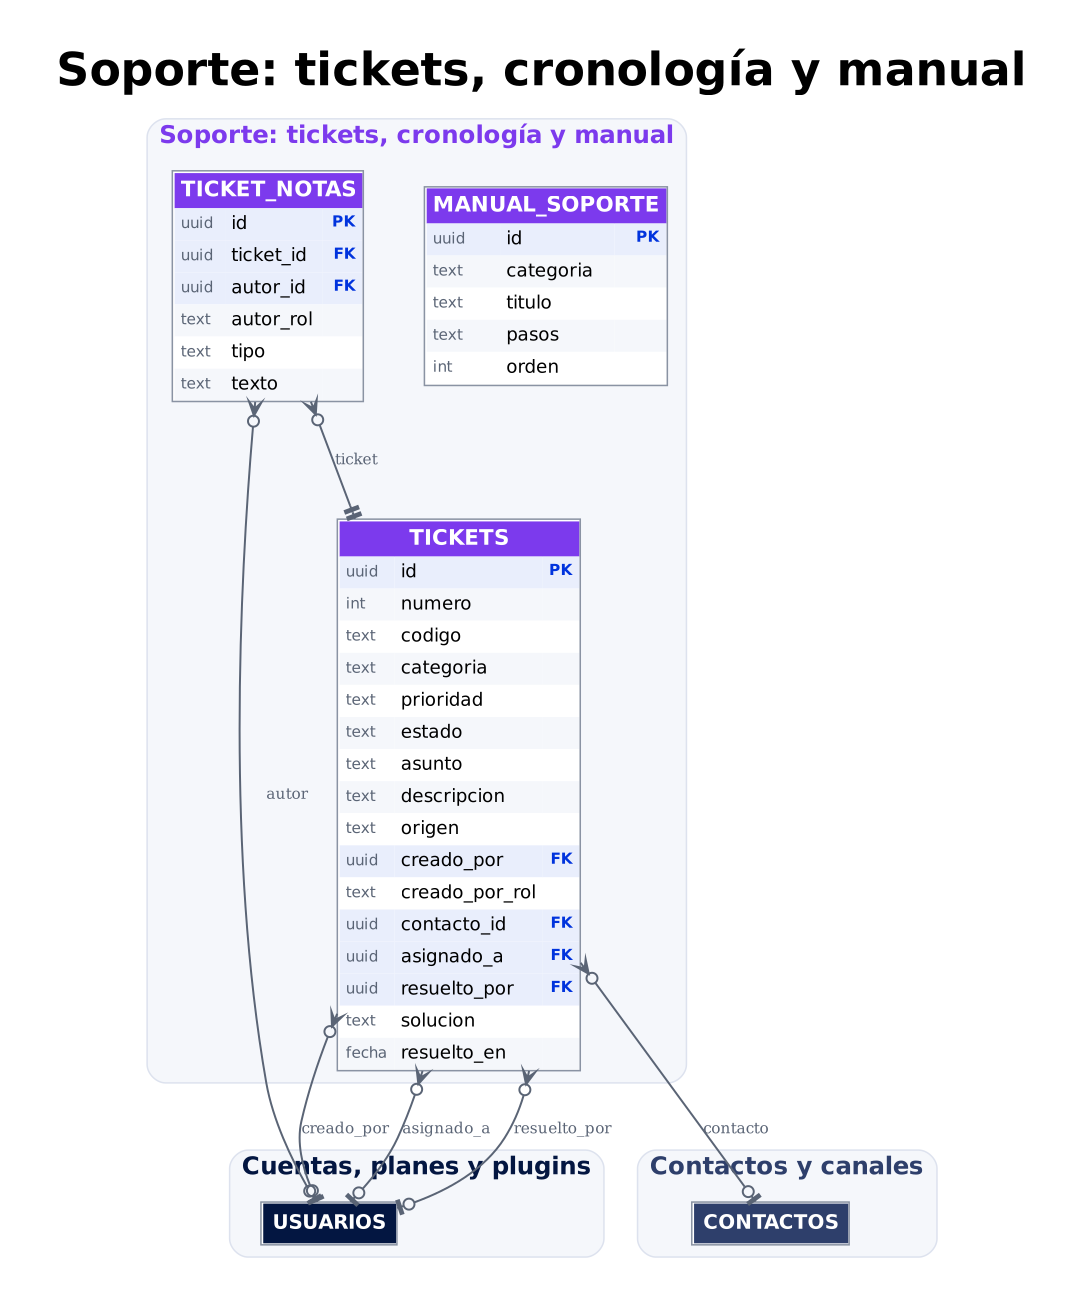 Soporte: tickets, cronología y manual
Soporte: tickets, cronología y manual
TICKET_NOTAS
uuid id PK
uuid ticket_id FK
uuid autor_id FK
text autor_rol
text tipo
text texto
MANUAL_SOPORTE
uuid id PK
text categoria
text titulo
text pasos
int orden
ticket
TICKETS
uuid id PK
int numero
text codigo
text categoria
text prioridad
text estado
text asunto
text descripcion
text origen
uuid creado_por FK
text creado_por_rol
uuid contacto_id FK
uuid asignado_a FK
uuid resuelto_por FK
text solucion
fecha resuelto_en
autor
creado_por
asignado_a
resuelto_por
contacto
Cuentas, planes y plugins
USUARIOS
Contactos y canales
CONTACTOS